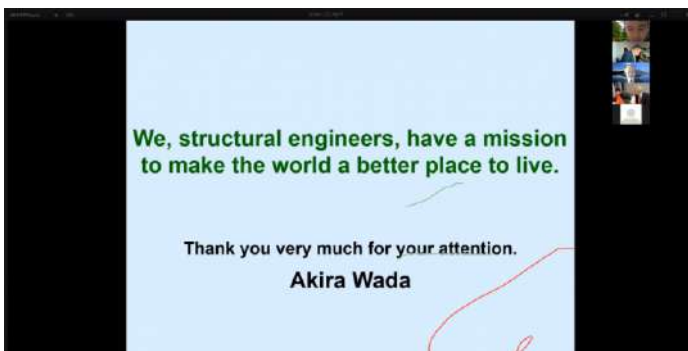 We, structural engineers, have a mission
to make the world a better place to live.
Thank you very much for your attention.
Akira Wada